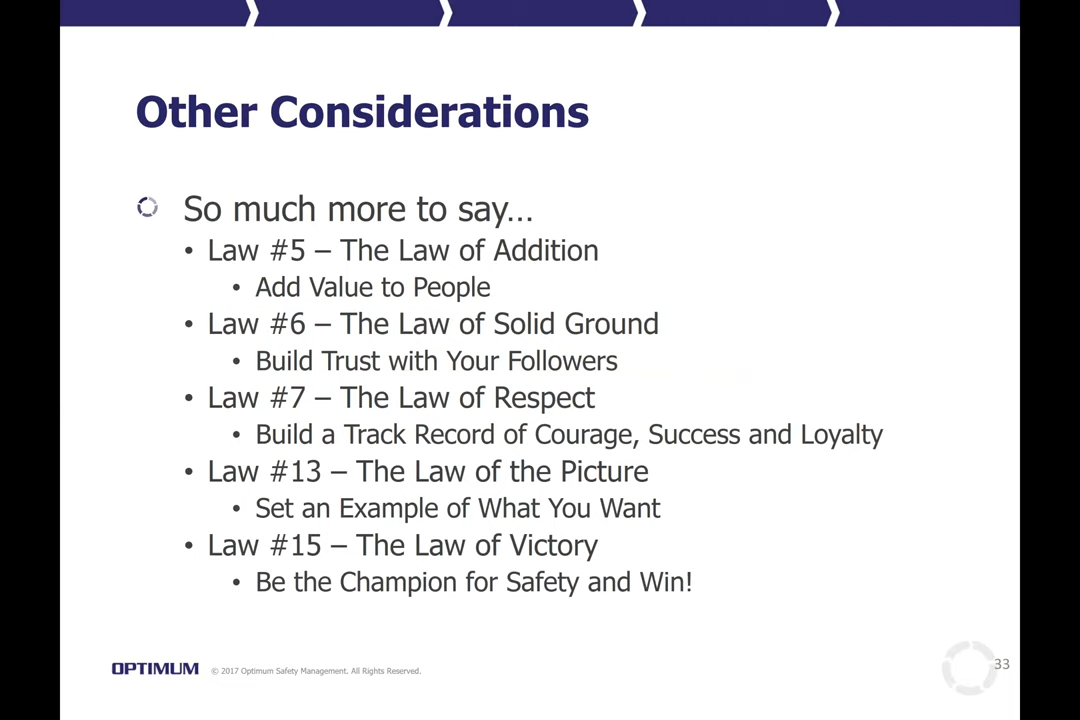 Other Considerations
So much more to say...
• Law #5 – The Law of Addition
• Add Value to People
• Law #6 – The Law of Solid Ground
• Build Trust with Your Followers
• Law #7 – The Law of Respect
• Build a Track Record of Courage, Success and Loyalty
• Law #13 – The Law of the Picture
• Set an Example of What You Want
• Law #15 – The Law of Victory
• Be the Champion for Safety and Win!
OPTIMUM © 2017 Optimum Safety Management. All Rights Reserved.
33